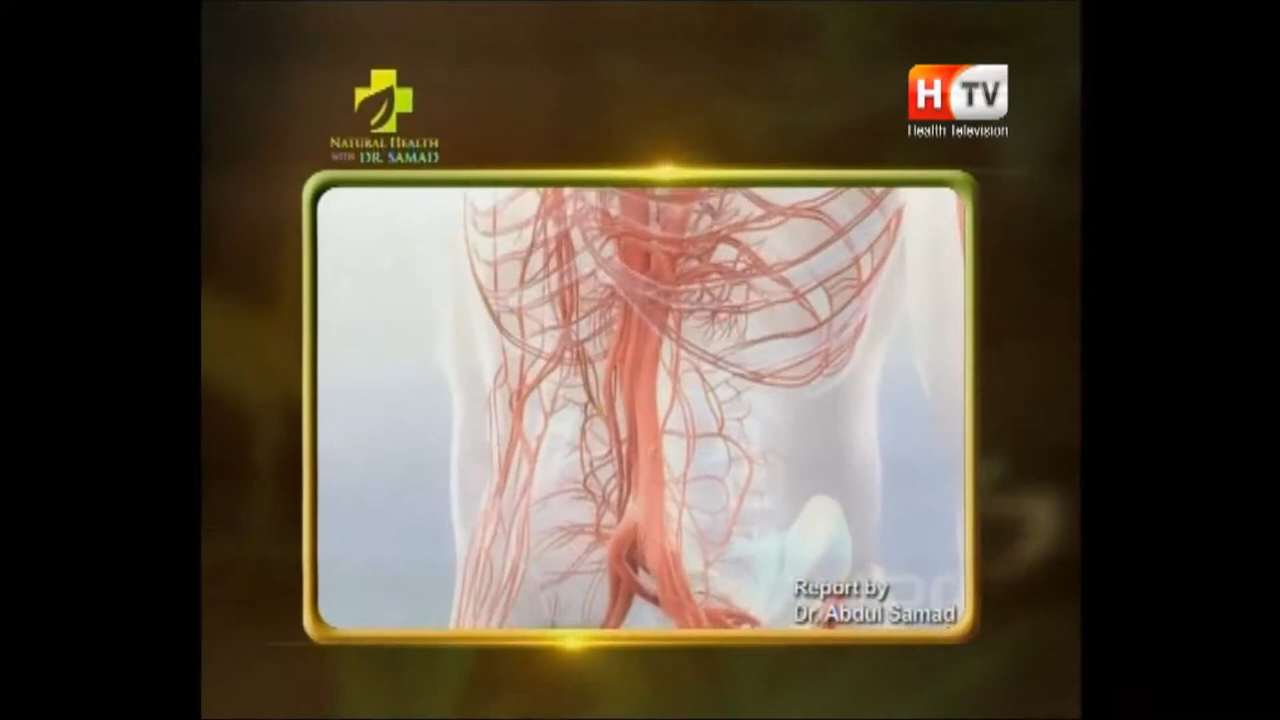 NATURAL HEALTH
WITH DR. SAMAD
H TV
Health Television
Report by
Dr. Abdul Samad